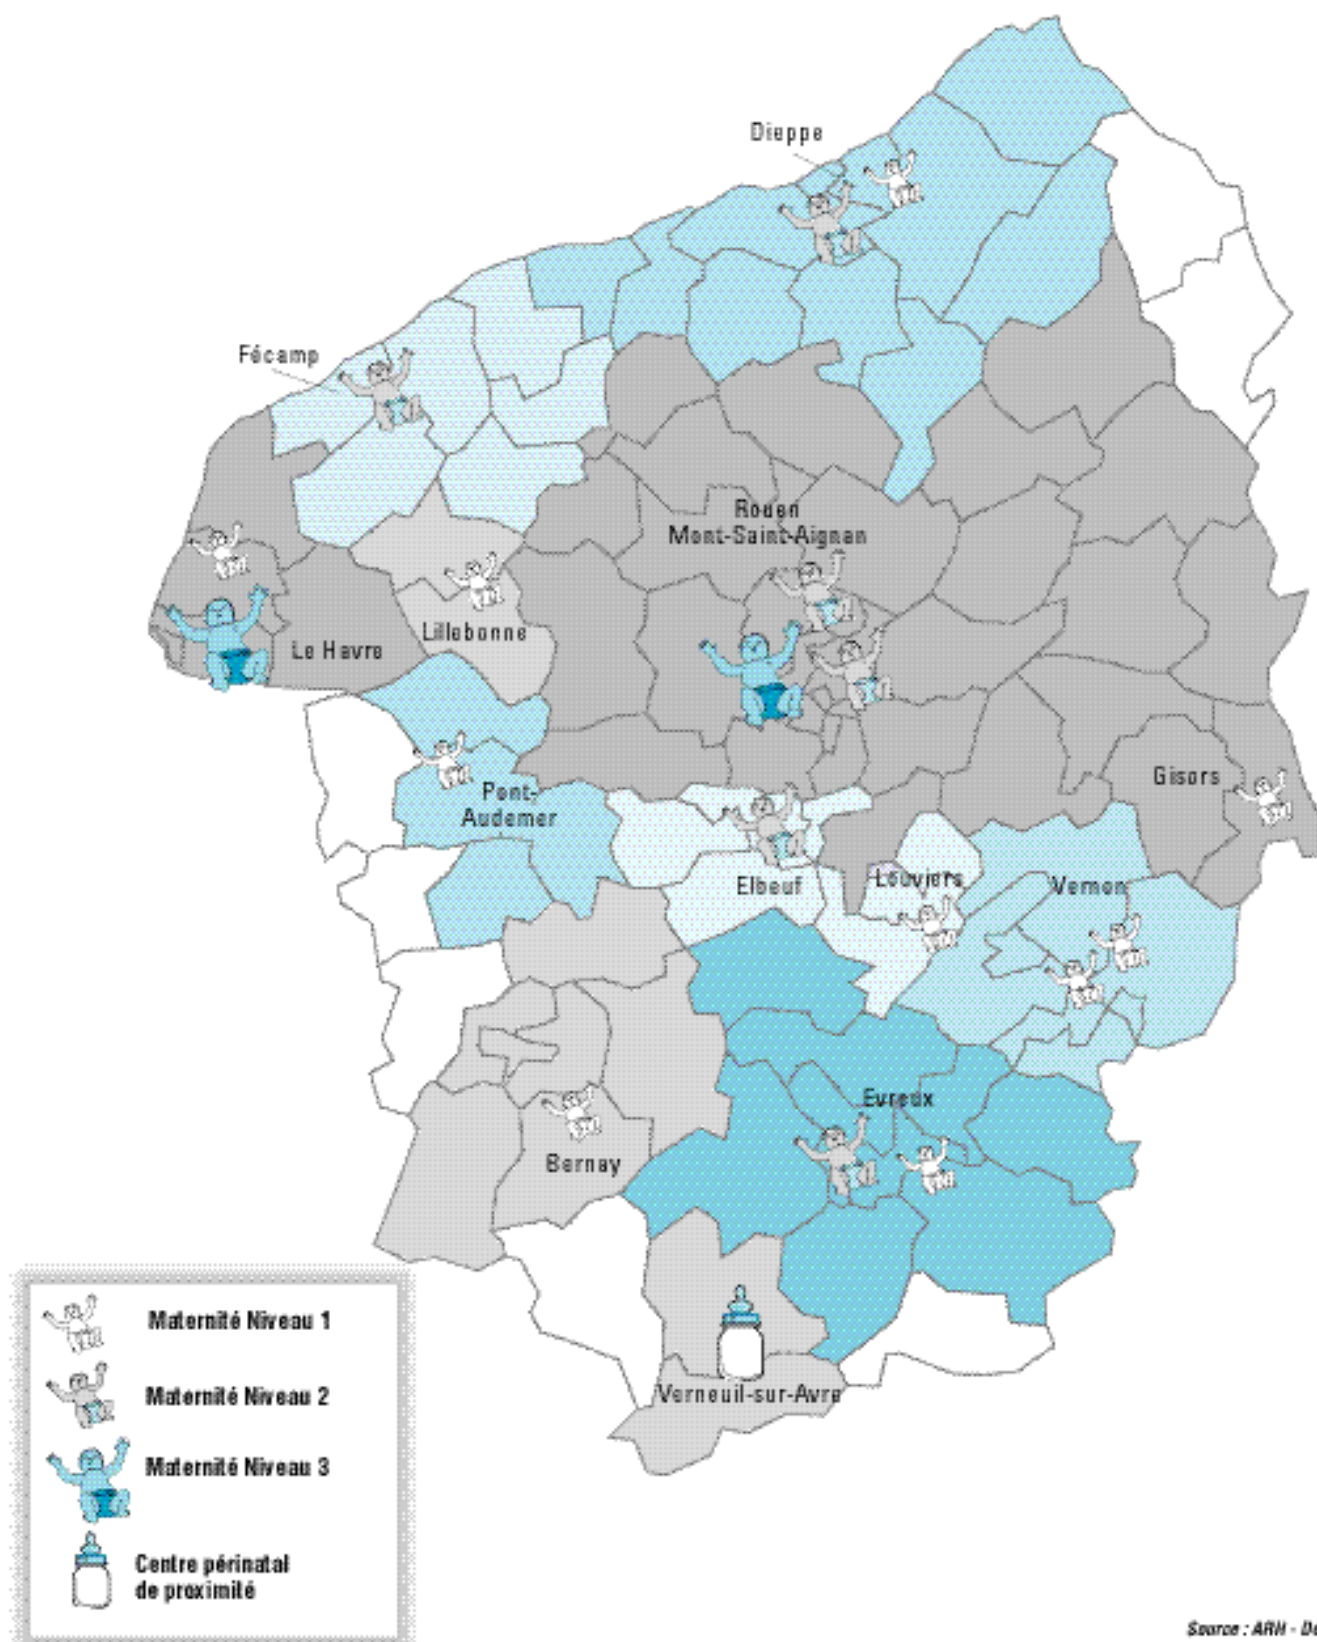 Dieppe
Fécamp
Rouen
Mont-Saint-Aignan
Lillebonne
Le Havre
Gisors
Pont-
Audemer
Elbeuf
Louviers
Vernon
Evreux
Bernay
Verneuil-sur-Avre
Maternité Niveau 1
Maternité Niveau 2
Maternité Niveau 3
Centre périnatal
de proximité
Source : ARH -